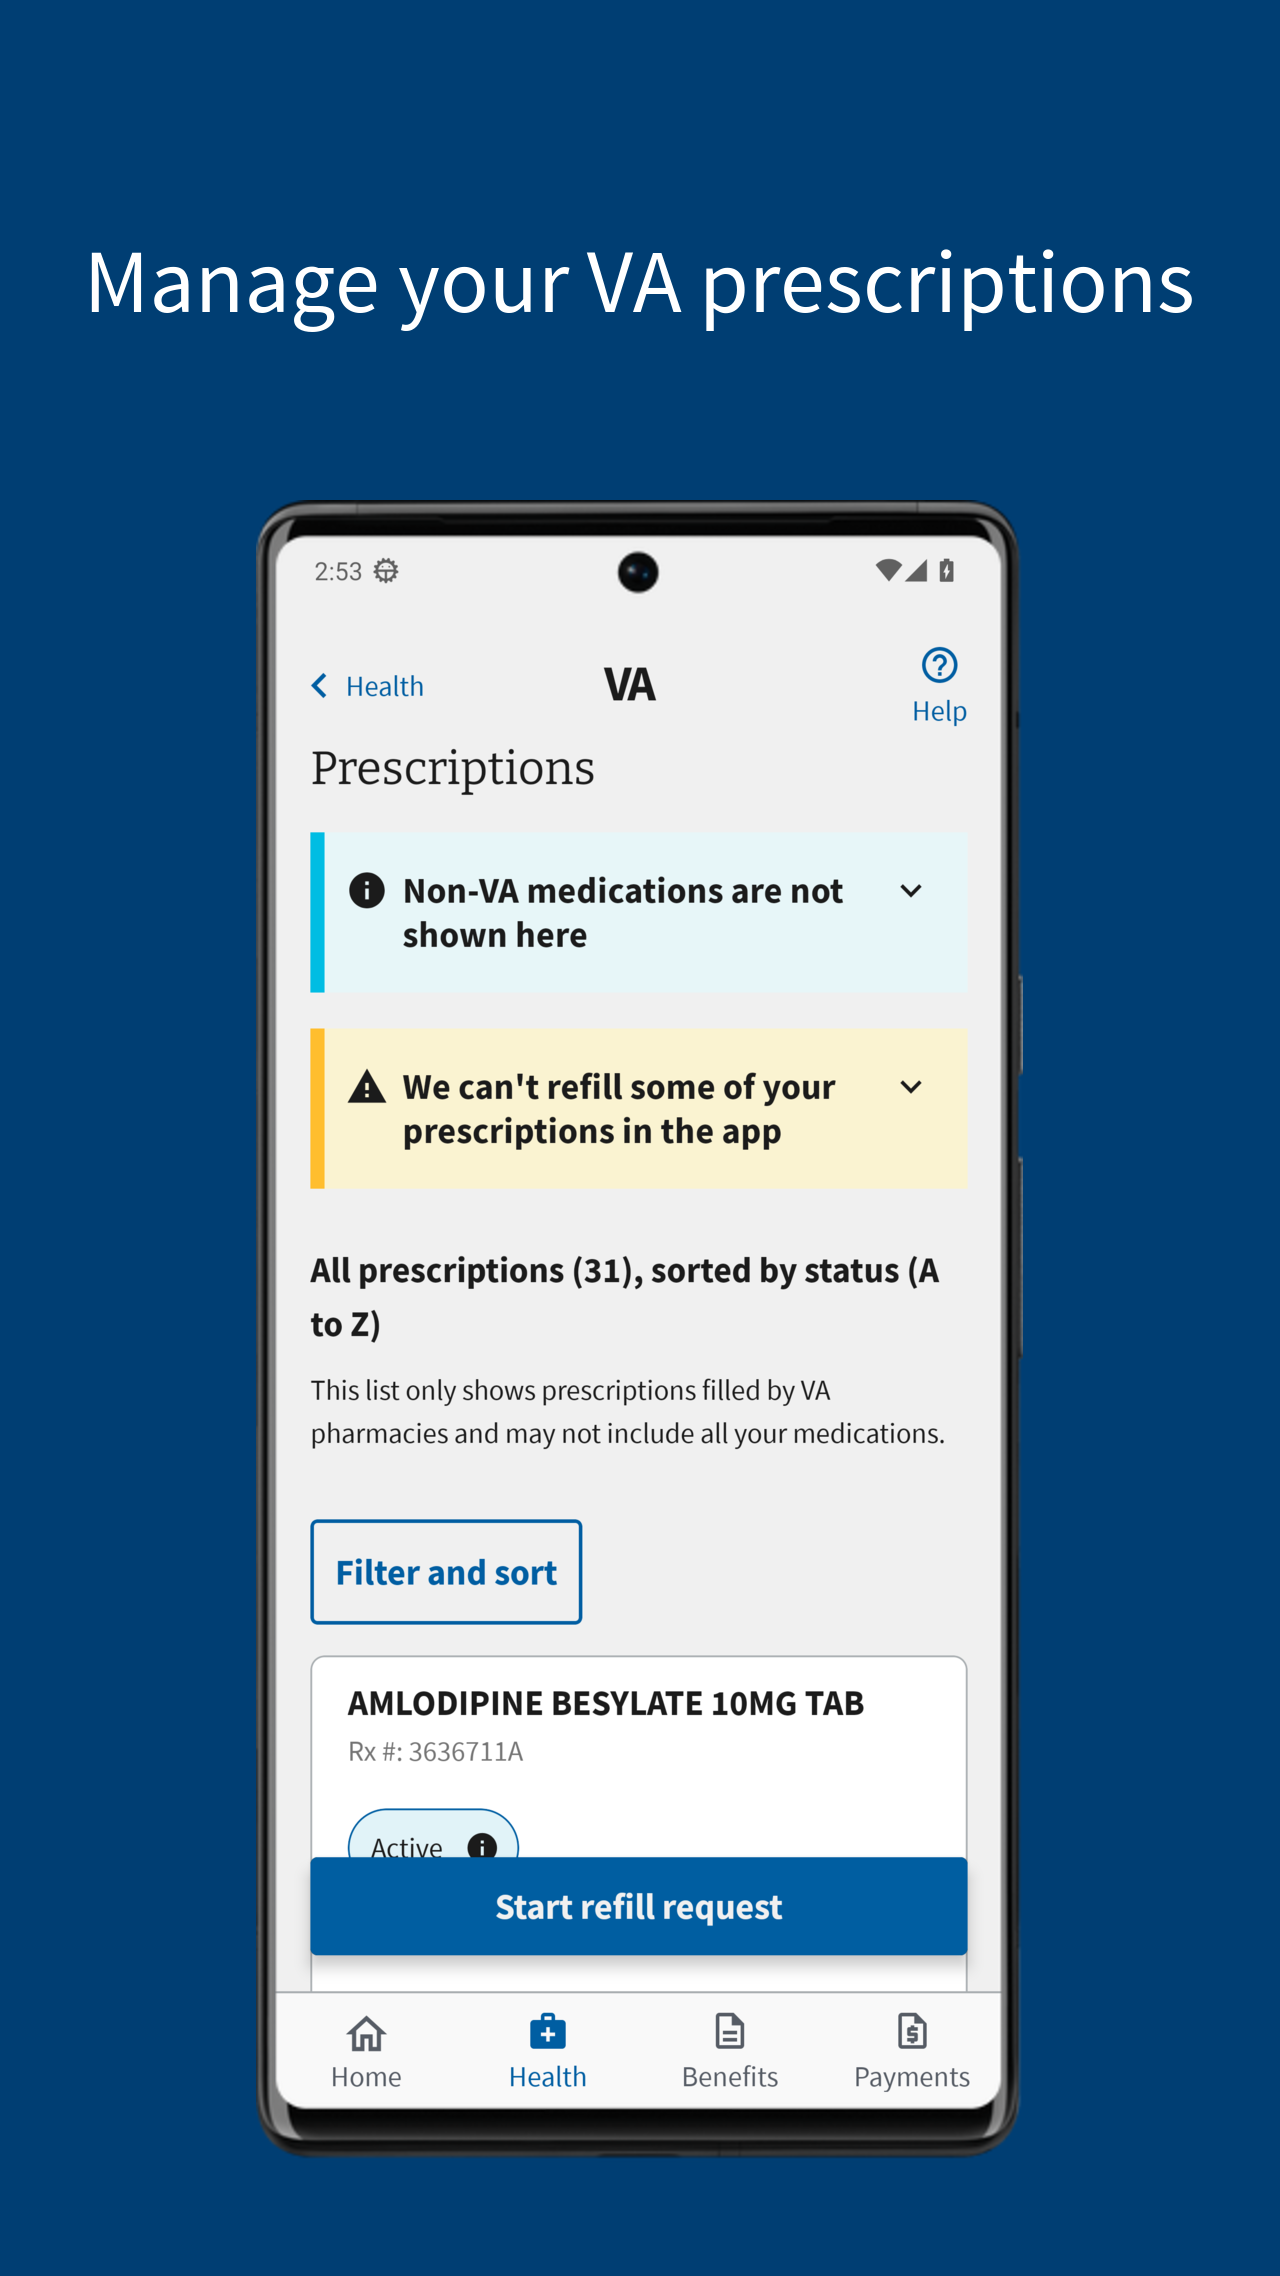 Manage your VA prescriptions
2:53
Health
VA
Help
Prescriptions
Non-VA medications are not
shown here
We can't refill some of your
prescriptions in the app
All prescriptions (31), sorted by status (A
to Z)
This list only shows prescriptions filled by VA
pharmacies and may not include all your medications.
Filter and sort
AMLODIPINE BESYLATE 10MG TAB
Rx #: 3636711A
Active
Start refill request
Home
Health
Benefits
Payments